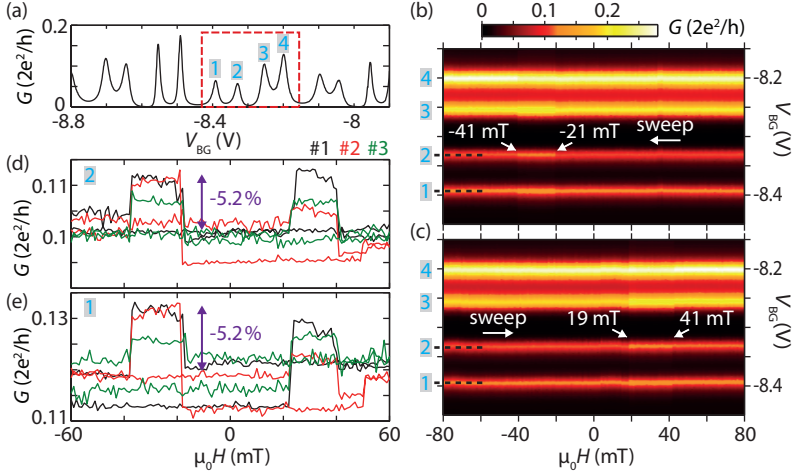 (a)
G (2e²/h)
0.2
0
1
2
3
4
-8.8
-8.4
-8
V_BG (V)
(b)
0
0.1
0.2
G (2e²/h)
4
3
2
1
-41 mT
-21 mT
sweep
-8.2
-8.4
V_BG (V)
(c)
4
3
2
1
sweep
19 mT
41 mT
-8.2
-8.4
V_BG (V)
-80
-40
0
40
80
μ₀H (mT)
#1 #2 #3
(d)
2
G (2e²/h)
0.11
0.1
-5.2%
(e)
1
G (2e²/h)
0.13
0.11
-5.2%
-60
0
60
μ₀H (mT)